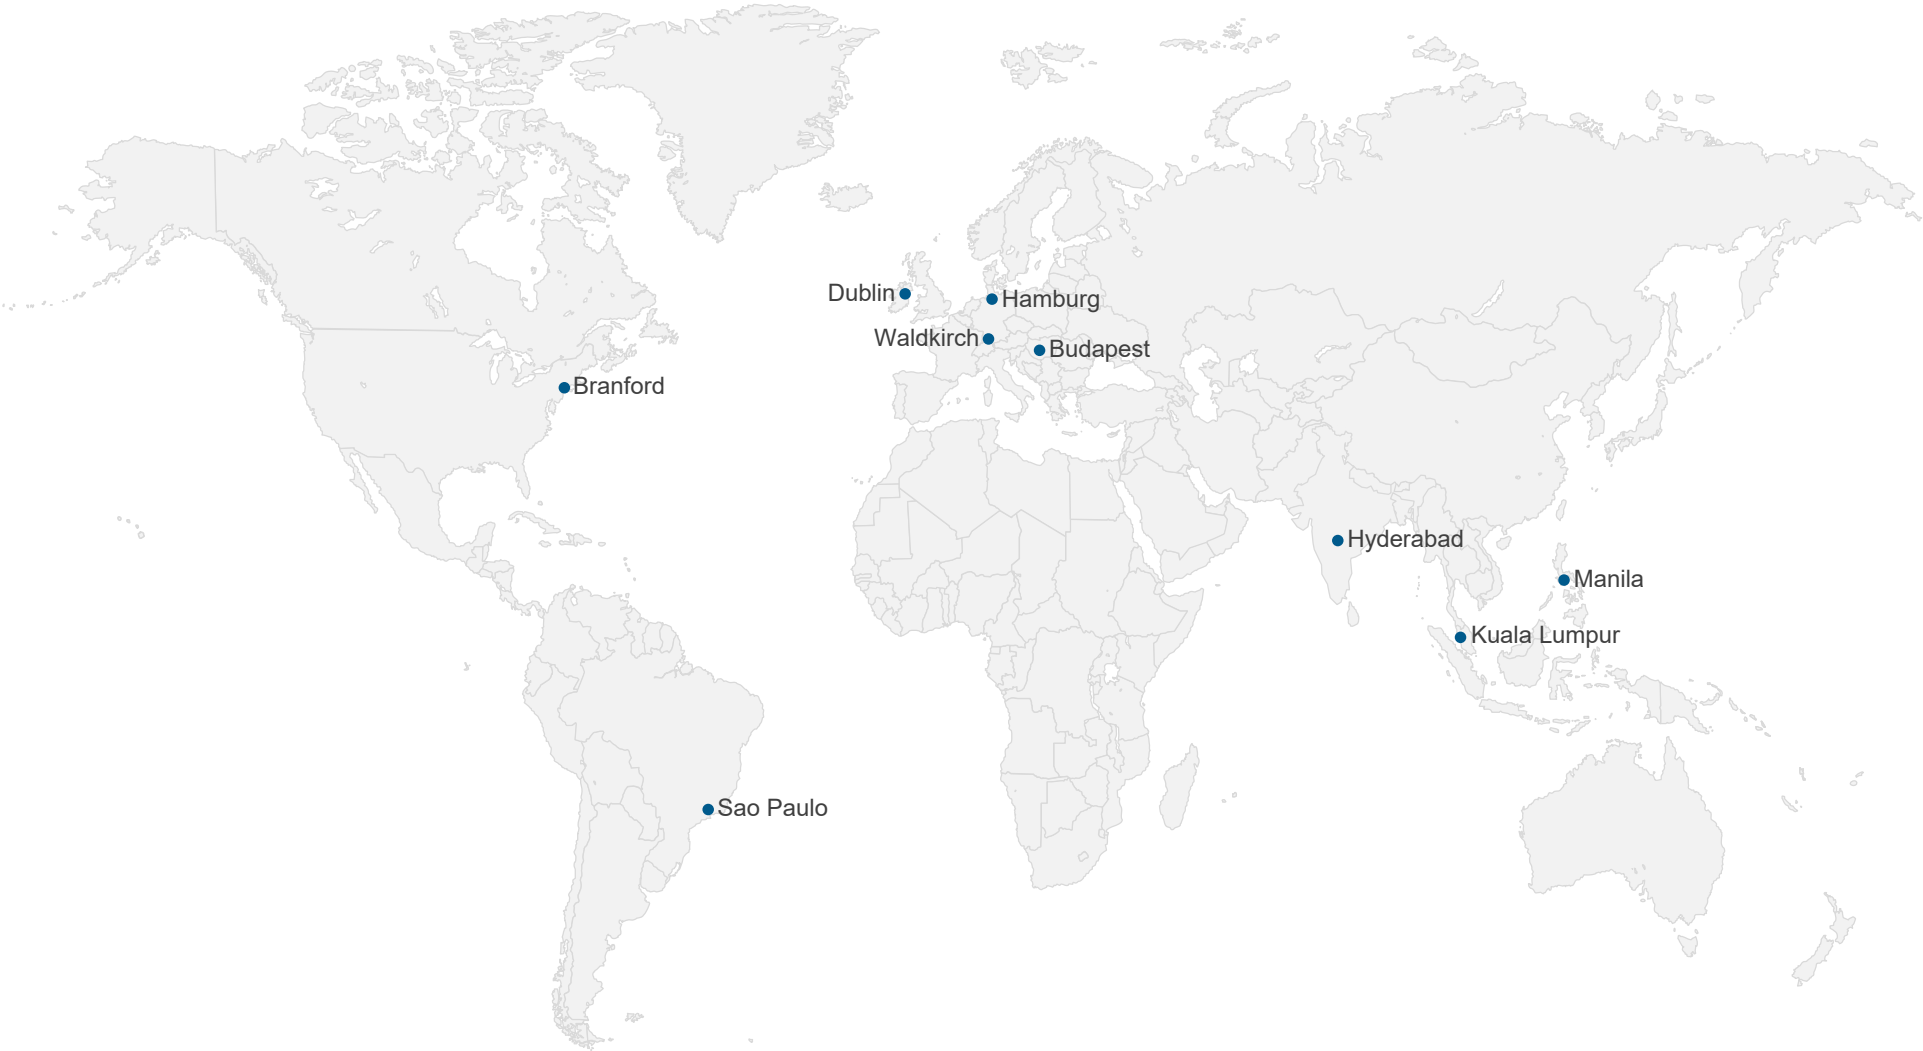 Dublin
Hamburg
Waldkirch
Budapest
Branford
Hyderabad
Manila
Kuala Lumpur
Sao Paulo